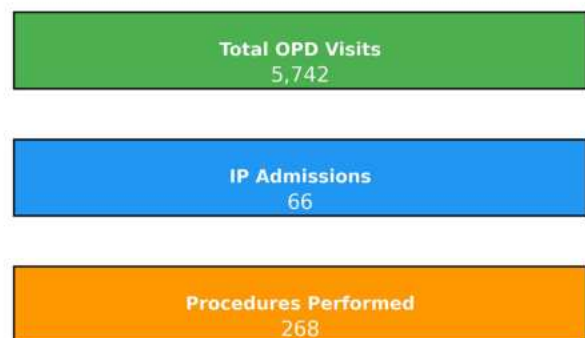 Total OPD Visits
5,742
IP Admissions
66
Procedures Performed
268